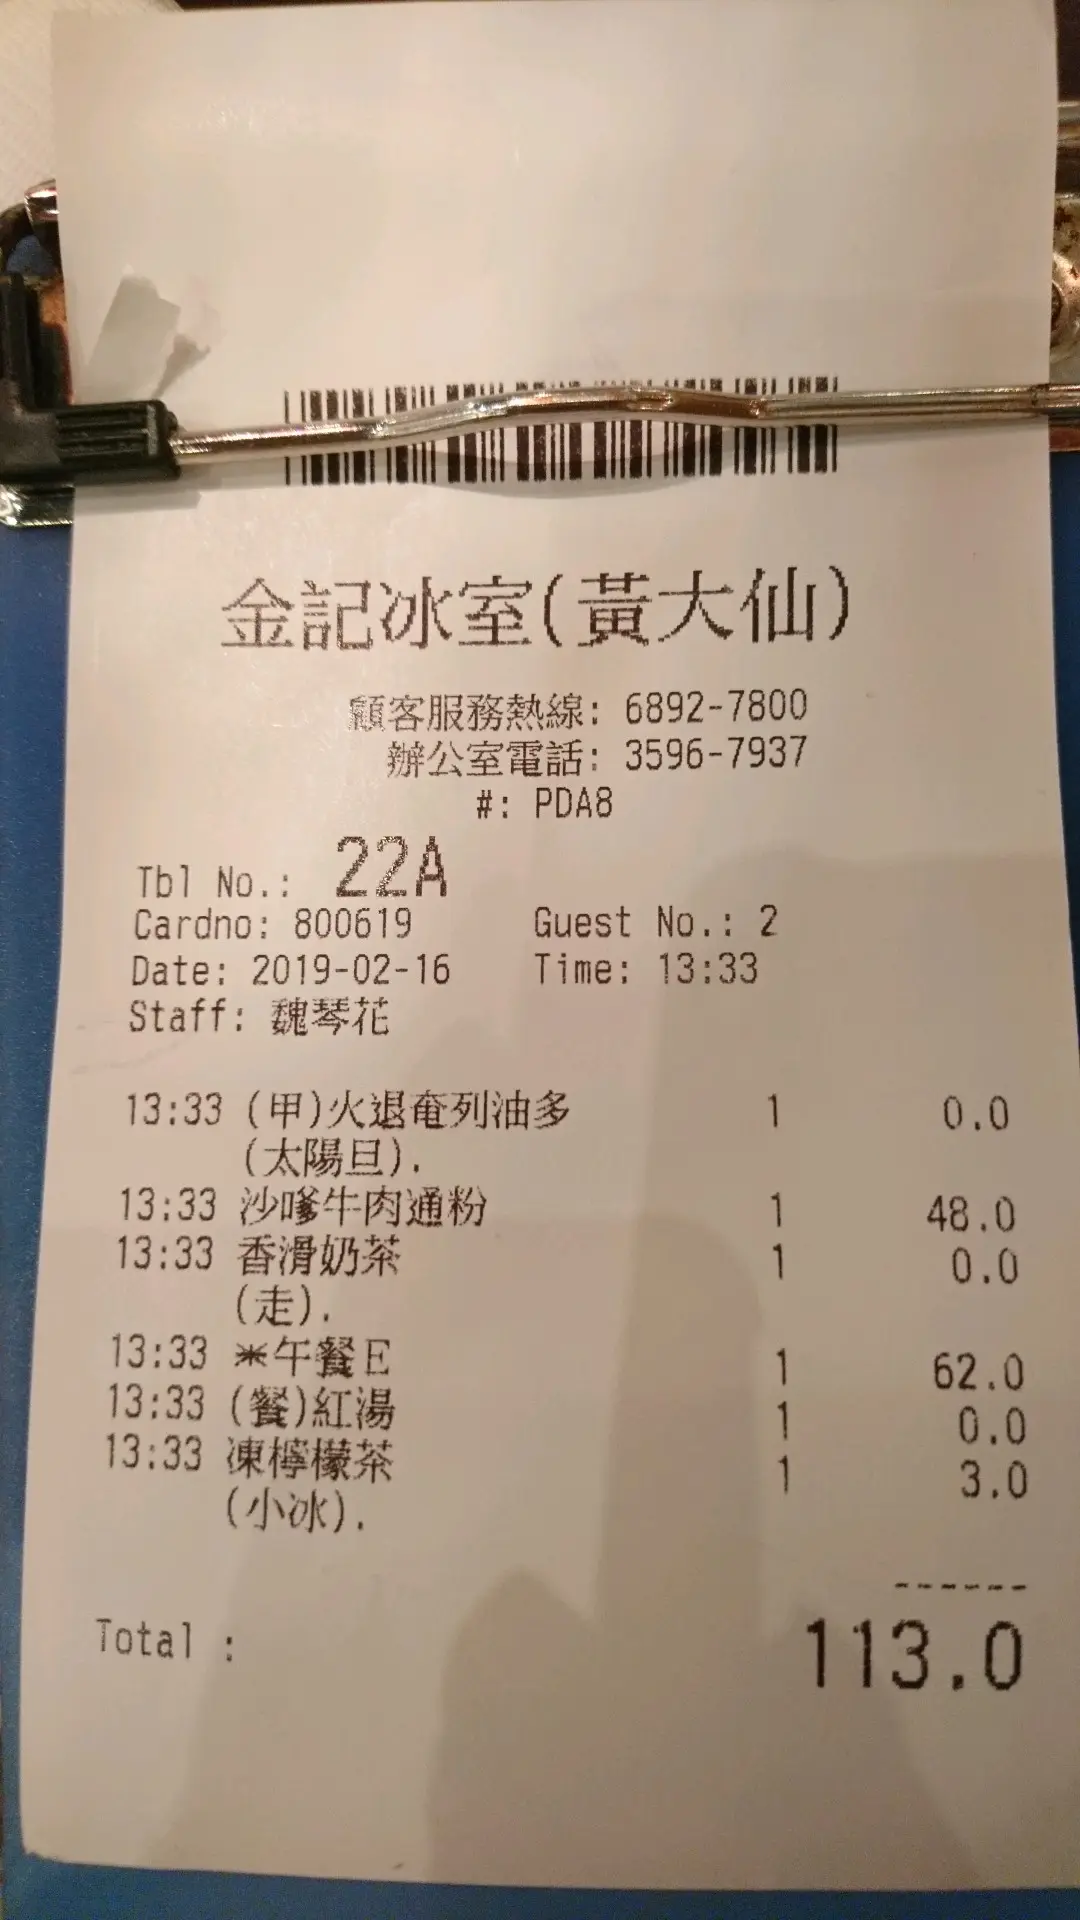 金記冰室(黃大仙)
顧客服務熱線: 6892-7800
辦公室電話: 3596-7937
#: PDA8
Tbl No.: 22A
Cardno: 800619 Guest No.: 2
Date: 2019-02-16 Time: 13:33
Staff: 魏琴花
13:33 (甲)火退奄列油多 1 0.0
(太陽旦).
13:33 沙嗲牛肉通粉 1 48.0
13:33 香滑奶茶 1 0.0
(走).
13:33 米午餐E 1 62.0
13:33 (餐)紅湯 1 0.0
13:33 凍檸檬茶 1 3.0
(小冰).
Total : 113.0